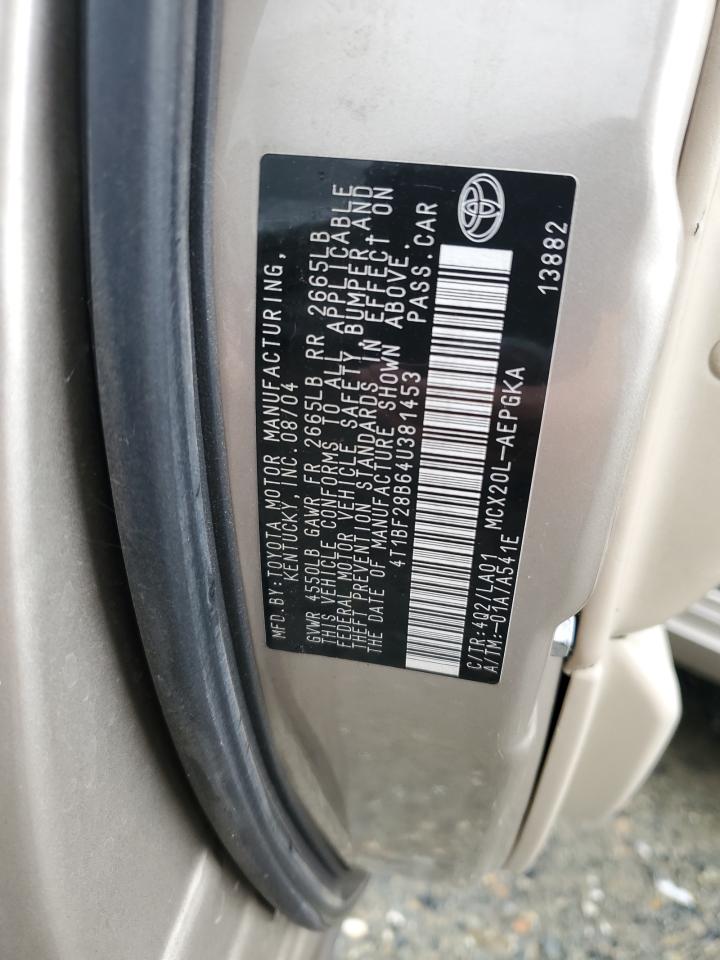 MFD.BY:TOYOTA MOTOR MANUFACTURING,
KENTUCKY, INC.08/04
GVWR 4550LB GAWR FR 2665LB RR 2665LB
THIS VEHICLE CONFORMS TO ALL APPLICABLE
FEDERAL MOTOR VEHICLE SAFETY, BUMPER,AND
THEFT PREVENTION STANDARDS IN EFFECT ON
THE DATE OF MANUFACTURE SHOWN ABOVE.
4T1BF28B64U381453 PASS.CAR
C/TR:4Q2/LA01 MCX20L-AEPGKA
A/TM:-01A/A541E 13882